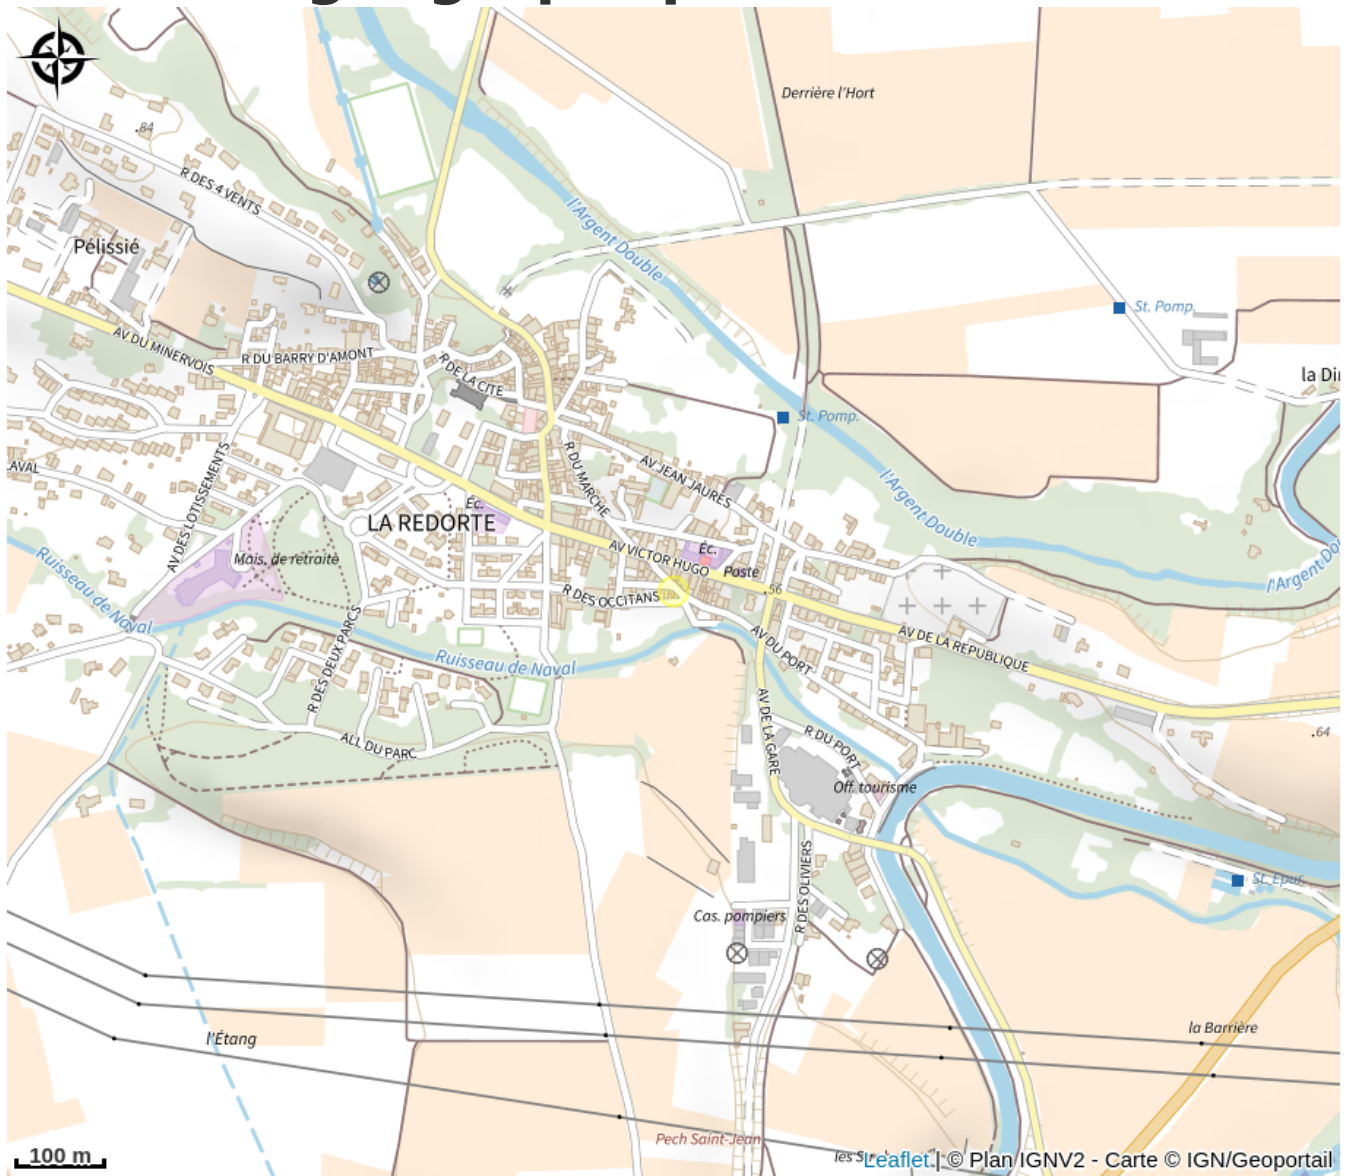 Derrière l'Hort
.84
R DES 4 VENTS
l'Argent Double
Pélissié
St. Pomp.
AV DU MINERVOIS
R DU BARRY D'AMONT
R DE LA CITE
la Di
St. Pomp.
AVAL
AV DES LOTISSEMENTS
R DU MARCHE
AV JEAN JAURES
l'Argent Double
Éc.
LA REDORTE
Mais. de retraite
AV VICTOR HUGO
Éc.
Poste
l'Argent Do
Ruisseau de Naval
R DES OCCITANS
.56
AV DU PORT
AV DE LA REPUBLIQUE
R DES DEUX PARCS
Ruisseau de Naval
AV DE LA GARE
R DU PORT
.64
ALL DU PARC
Off. tourisme
R DES OLIVIERS
St. Epur.
Cas. pompiers
l'Étang
la Barrière
Pech Saint-Jean
100 m
les S
Leaflet | © Plan IGNV2 - Carte © IGN/Geoportail